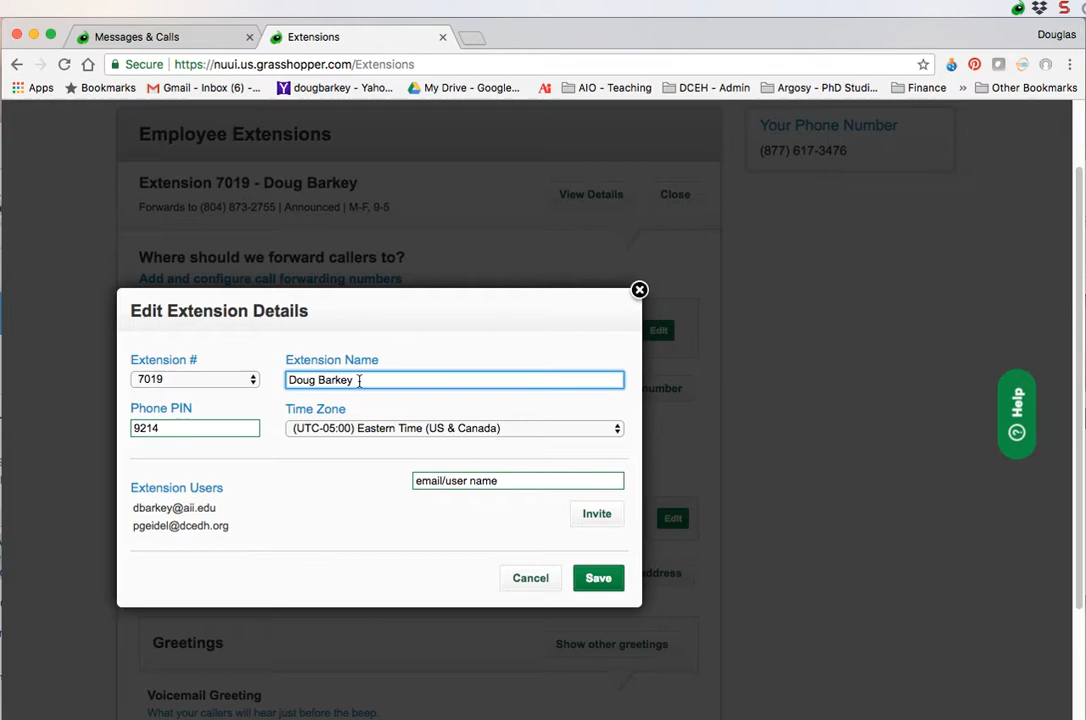 Messages & Calls
Extensions
Douglas
Secure
https://nuui.us.grasshopper.com/Extensions
Apps
Bookmarks
Gmail - Inbox (6) -...
dougbarkey - Yaho...
My Drive - Google...
Ai
AIO - Teaching
DCEH - Admin
Argosy - PhD Studi...
Finance
»
Other Bookmarks
Employee Extensions
Your Phone Number
(877) 617-3476
Extension 7019 - Doug Barkey
View Details
Close
Forwards to (804) 873-2755 | Announced | M-F, 9-5
Where should we forward callers to?
Add and configure call forwarding numbers
Edit Extension Details
Edit
Extension #
Extension Name
7019
Doug Barkey
number
Phone PIN
Time Zone
9214
(UTC-05:00) Eastern Time (US & Canada)
Help
Extension Users
email/user name
dbarkey@aii.edu
pgeidel@dcedh.org
Invite
Edit
Cancel
Save
address
Greetings
Show other greetings
Voicemail Greeting
What your callers will hear just before the beep.